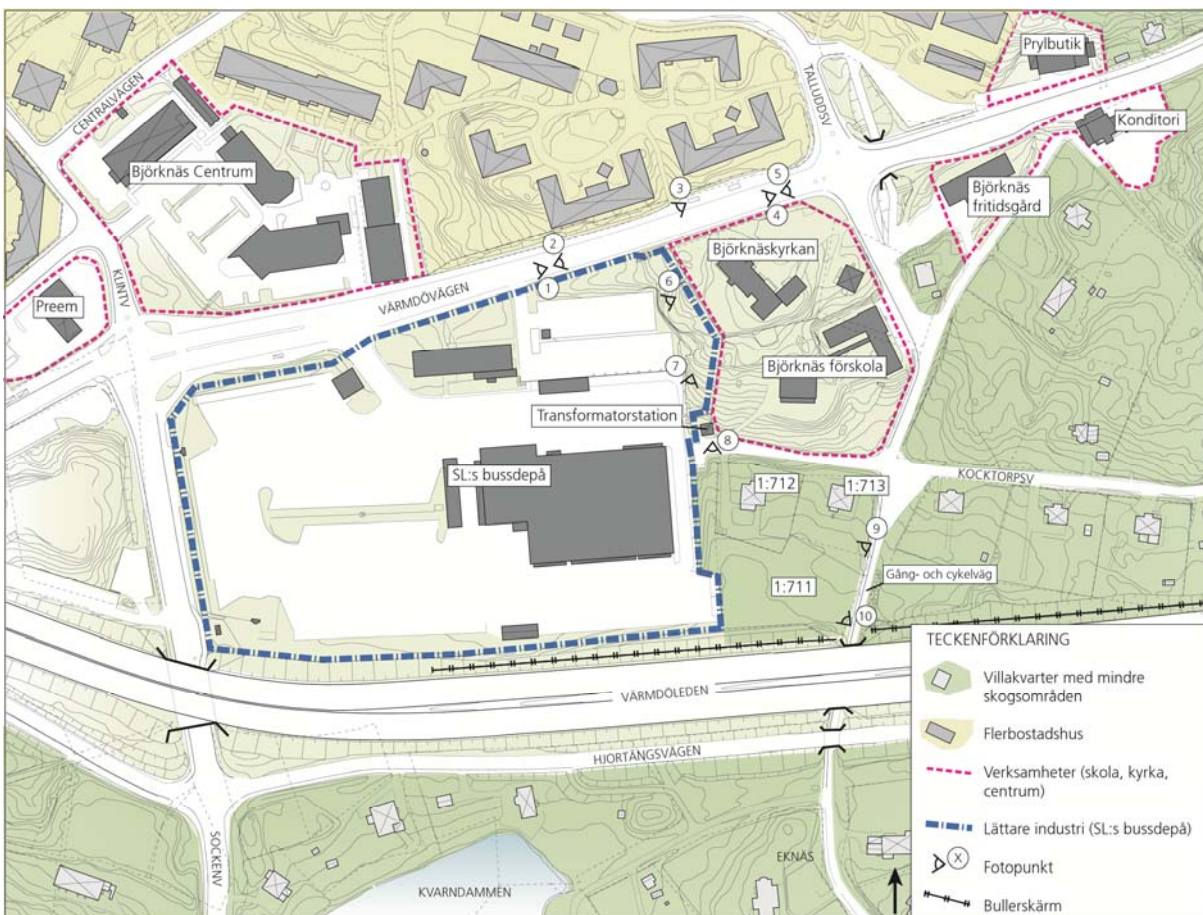 Prylbutik
CENTRALVÄGEN
TALLUDDSV
Konditori
Björknäs Centrum
5
3
4
Björknäs
fritidsgård
2
Björknäskyrkan
KLINTV
6
1
Preem
VÄRMDÖVÄGEN
7
Björknäs förskola
Transformatorstation
8
SL:s bussdepå
1:712
1:713
KOCKTORPSV
9
Gång- och cykelväg
1:711
10
TECKENFÖRKLARING
Villakvarter med mindre
skogsområden
Flerbostadshus
Verksamheter (skola, kyrka,
centrum)
Lättare industri (SL:s bussdepå)
X
Fotopunkt
Bullerskärm
VÄRMDÖLEDEN
HJORTÄNGSVÄGEN
SOCKENV
EKNÄS
KVARNDAMMEN